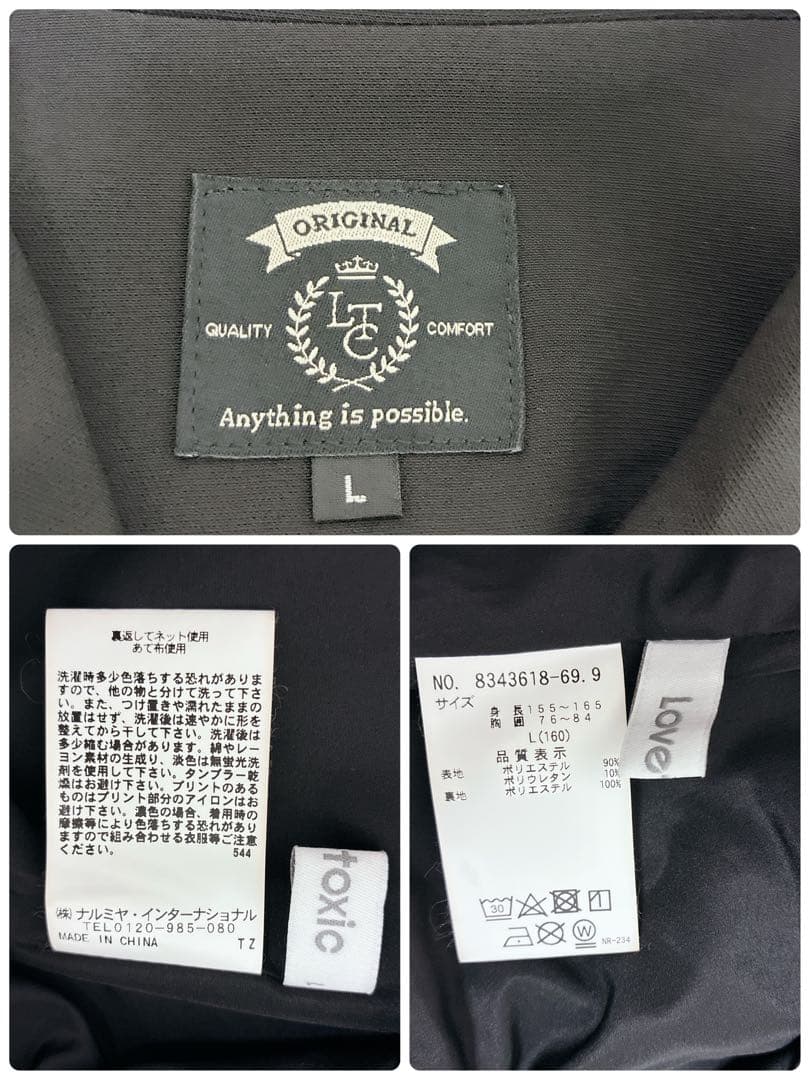 ORIGINAL
LTC
QUALITY
COMFORT
Anything is possible.
L
裏返してネット使用
あて布使用
洗濯時多少色落ちする恐れがありま
すので、他の物と分けて洗って下さ
い。また、つけ置きや濡れたままの
放置はせず、洗濯後は速やかに形を
整えてから干して下さい。洗濯後は
多少縮む場合があります。綿やレー
ヨン素材の生成り、淡色は無蛍光洗
剤を使用して下さい。タンブラー乾
燥はお避け下さい。プリントのある
ものはプリント部分のアイロンはお
避け下さい。濃色の場合、着用時の
摩擦等により色落ちする恐れがあり
ますので組み合わせる衣服等ご注意
ください。 544
(株)ナルミヤ・インターナショナル
TEL0120-985-080
MADE IN CHINA TZ
toxic
NO. 8343618-69.9
サイズ
身長155~165
胸囲 76~84
L(160)
品質表示
表地 ポリエステル 90%
ポリウレタン 10%
裏地 ポリエステル 100%
30
1
W
NR-234
Love